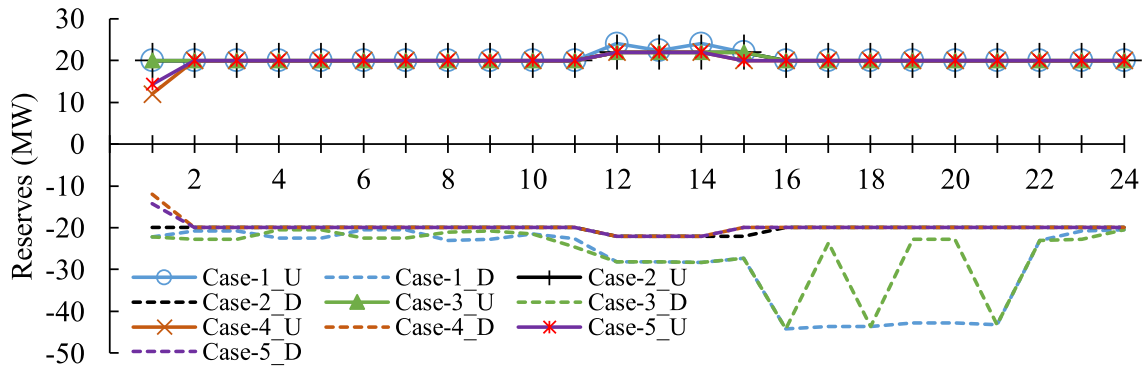 30
20
10
0
-10
-20
-30
-40
-50
Reserves (MW)
2 4 6 8 10 12 14 16 18 20 22 24
Case-1_U Case-1_D Case-2_U
Case-2_D Case-3_U Case-3_D
Case-4_U Case-4_D Case-5_U
Case-5_D